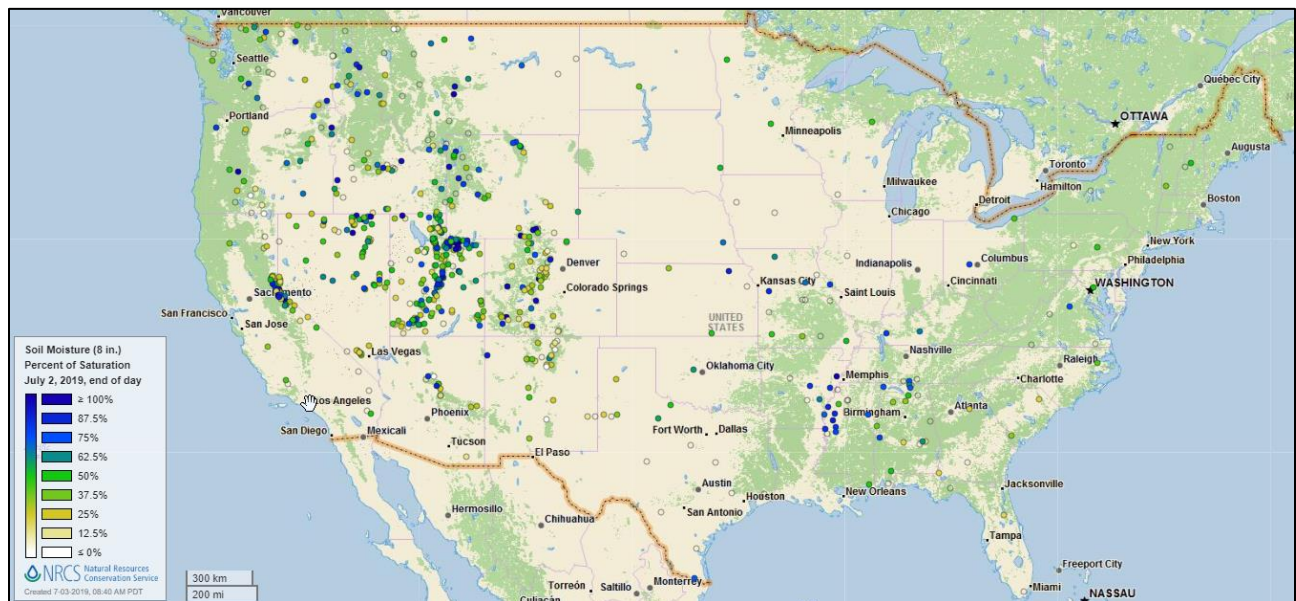 Vancouver
Seattle
Portland
Sacramento
San Francisco
San Jose
Las Vegas
Los Angeles
San Diego
Mexicali
Phoenix
Tucson
El Paso
Hermosillo
Chihuahua
Denver
Colorado Springs
UNITED
STATES
Oklahoma City
Fort Worth
Dallas
Austin
Houston
San Antonio
Torreón
Saltillo
Monterrey
Culiacán
Minneapolis
Milwaukee
Chicago
Kansas City
Saint Louis
Indianapolis
Detroit
Columbus
Cincinnati
Nashville
Memphis
Birmingham
Atlanta
Charlotte
Raleigh
New Orleans
Jacksonville
Tampa
Miami
Freeport City
NASSAU
Québec City
OTTAWA
Toronto
Hamilton
Augusta
Boston
New York
Philadelphia
WASHINGTON
Soil Moisture (8 in.)
Percent of Saturation
July 2, 2019, end of day
≥ 100%
87.5%
75%
62.5%
50%
37.5%
25%
12.5%
≤ 0%
NRCS Natural Resources
Conservation Service
Created 7-03-2019, 08:40 AM PDT
300 km
200 mi